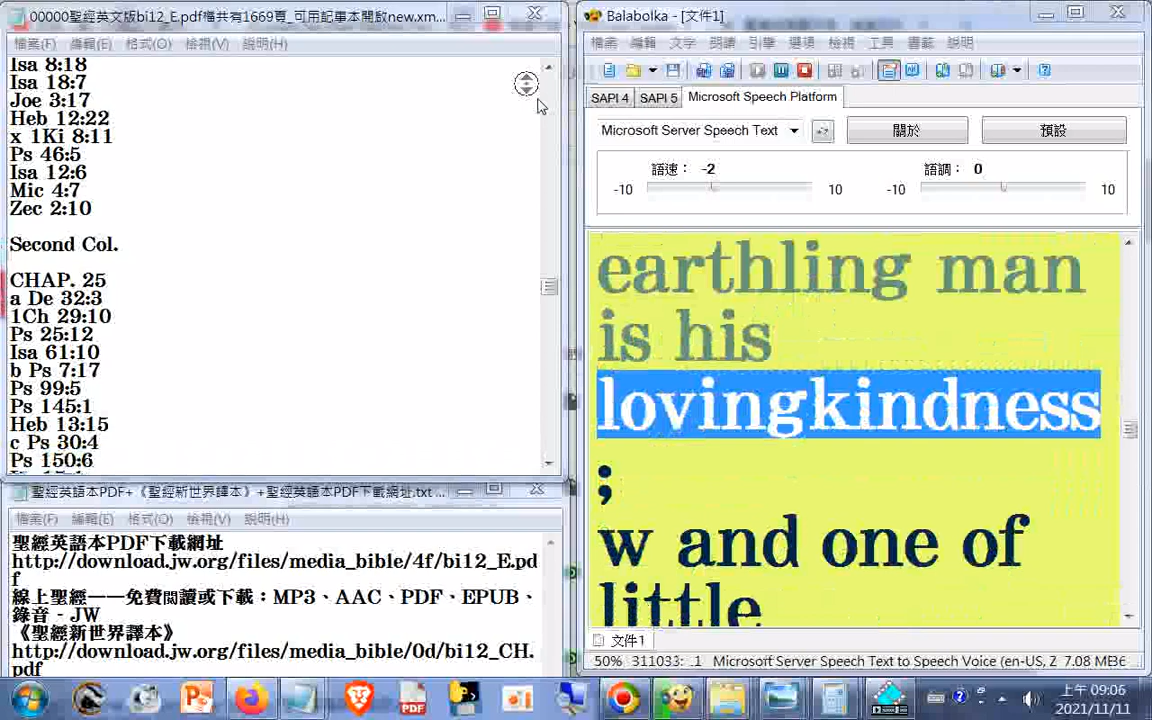 00000聖經英文版bi12_E.pdf檔共有1669頁_可用記事本開啟new.xm...
檔案(F) 編輯(E) 格式(O) 檢視(V) 說明(H)
Isa 8:18
Isa 18:7
Joe 3:17
Heb 12:22
x 1Ki 8:11
Ps 46:5
Isa 12:6
Mic 4:7
Zec 2:10
Second Col.
CHAP. 25
a De 32:3
1Ch 29:10
Ps 25:12
Isa 61:10
b Ps 7:17
Ps 99:5
Ps 145:1
Heb 13:15
c Ps 30:4
Ps 150:6
聖經英語本PDF+《聖經新世界譯本》+聖經英語本PDF下載網址.txt ...
檔案(F) 編輯(E) 格式(O) 檢視(V) 說明(H)
聖經英語本PDF下載網址
http://download.jw.org/files/media_bible/4f/bi12_E.pd
f
線上聖經——免費閱讀或下載：MP3、AAC、PDF、EPUB、
錄音 - JW
《聖經新世界譯本》
http://download.jw.org/files/media_bible/0d/bi12_CH.
pdf
Balabolka - [文件1]
檔案 編輯 文字 朗讀 引擎 選項 檢視 工具 書籤 說明
SAPI 4 SAPI 5 Microsoft Speech Platform
Microsoft Server Speech Text 關於 預設
語速： -2 語調： 0
-10 10 -10 10
earthling man
is his
lovingkindness
;
w and one of
little
文件1
50% 311033: .1 Microsoft Server Speech Text to Speech Voice (en-US, Z 7.08 MB
上午 09:06
2021/11/11